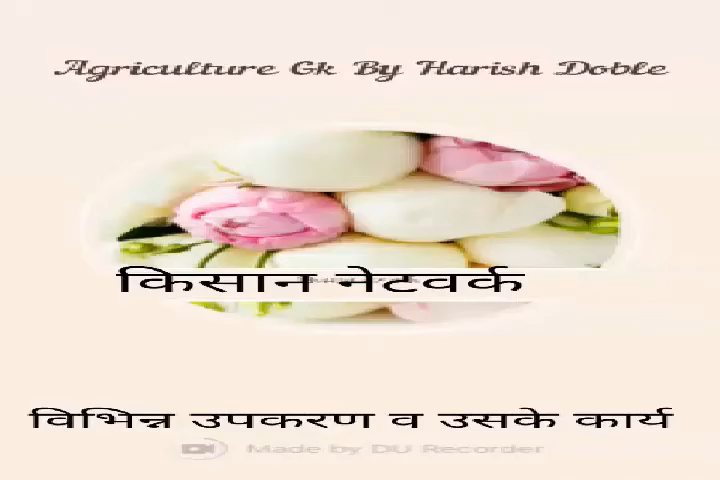 Agriculture Gk By Harish Doble
किसान नेटवर्क
विभिन्न उपकरण व उसके कार्य
Made by DU Recorder